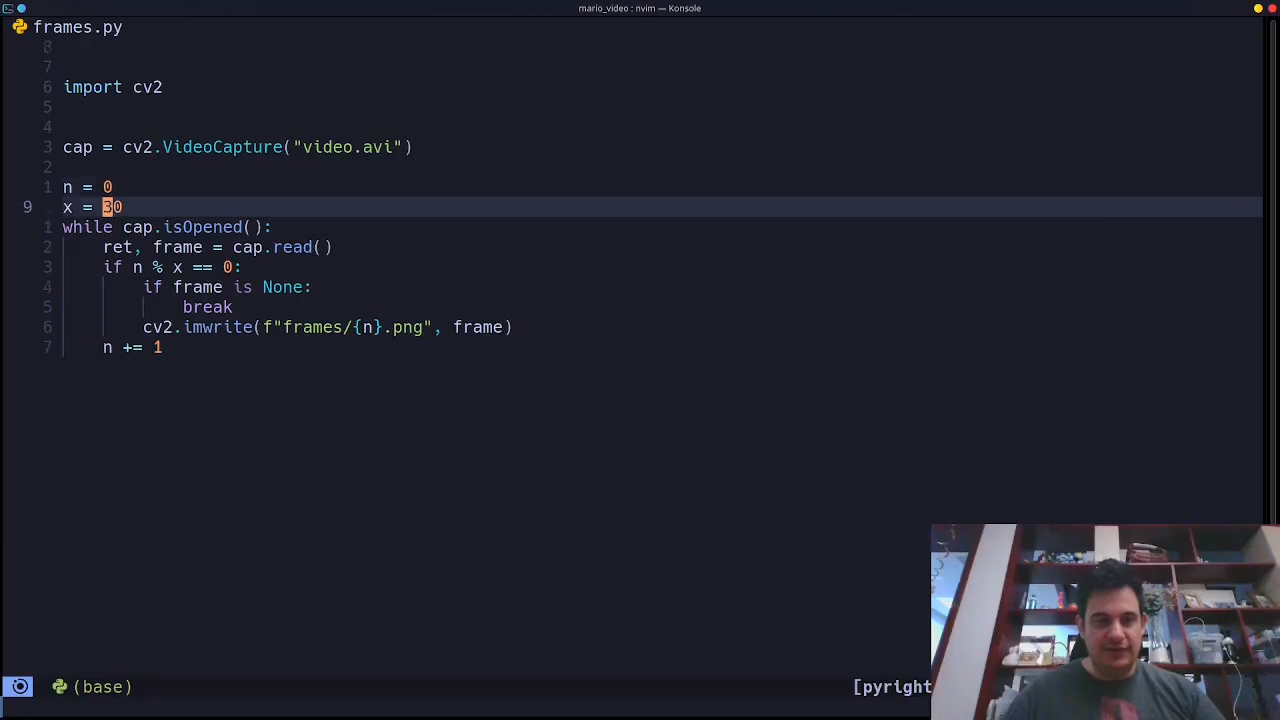 mario_video : nvim — Konsole
frames.py
8
7
6 import cv2
5
4
3 cap = cv2.VideoCapture("video.avi")
2
1 n = 0
9 x = 30
1 while cap.isOpened():
2     ret, frame = cap.read()
3     if n % x == 0:
4         if frame is None:
5             break
6         cv2.imwrite(f"frames/{n}.png", frame)
7     n += 1
(base) [pyright